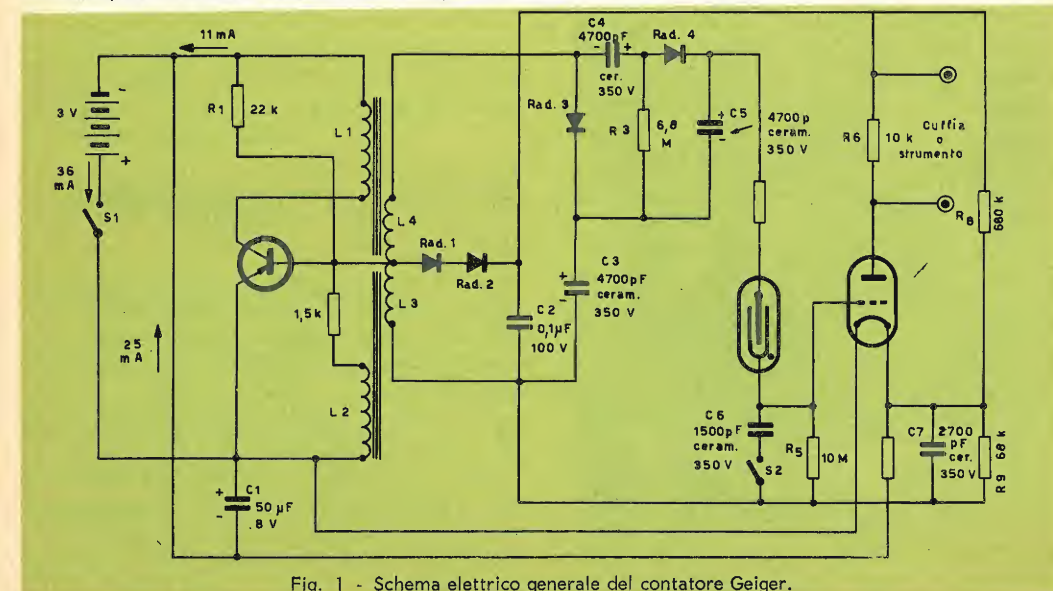 11 mA
-
3 V
+
36
mA
S1
25
mA
R1
22 k
L1
1,5k
L2
+ C1
50 µF
- 8 V
L4
L3
Rad. 1
Rad. 2
C2
0,1µF
100 V
Rad. 3
+ C3
4700pF
- ceram.
350 V
C4
4700pF
- +
cer.
350 V
Rad. 4
R3
6,8
M
+ C5
-
4700p
ceram.
350 V
C6
1500pF
ceram.
350 V
S2
R5
10 M
R6
10 k
Cuffia
o
strumento
R8
680 k
C7 2700
pF
cer.
350 V
R9 68 k
Fig. 1 - Schema elettrico generale del contatore Geiger.